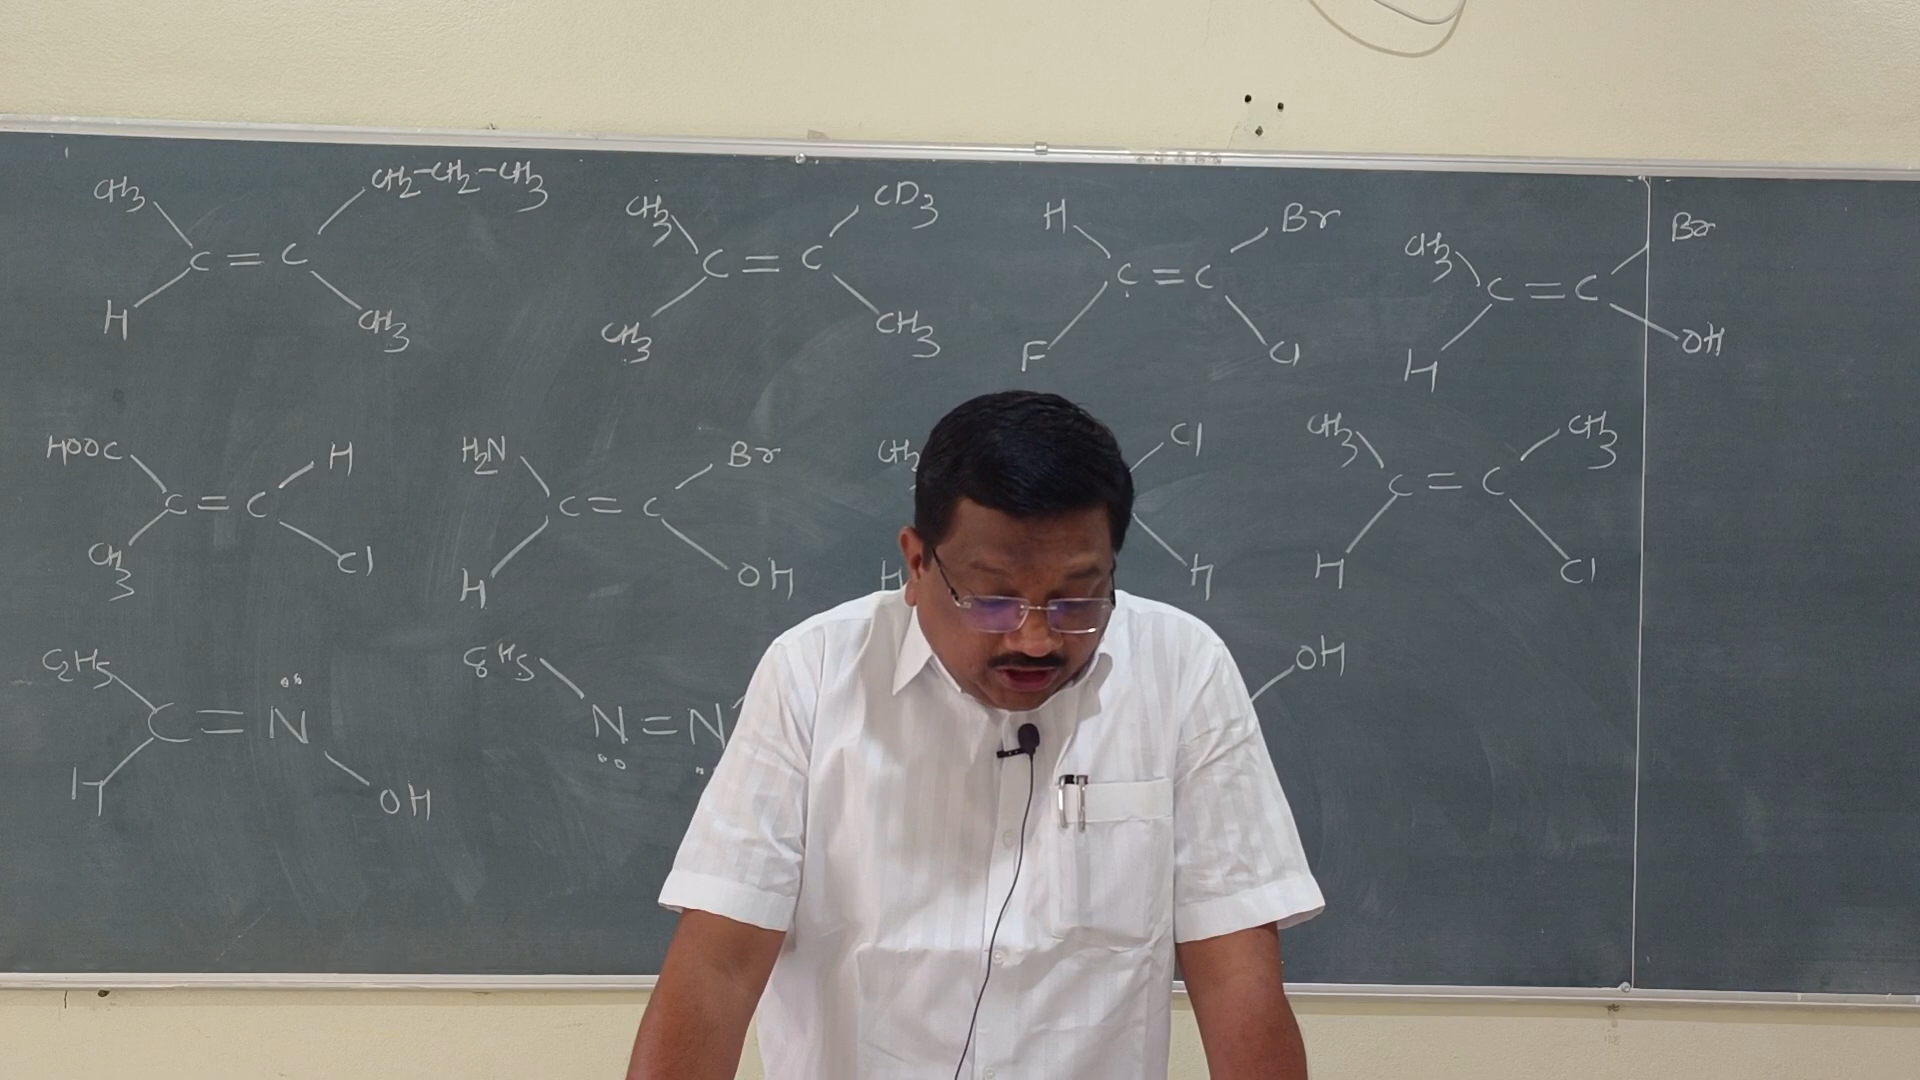 CH3 CH2-CH2-CH3
C = C
H CH3
CH3 CD3
C = C
CH3 CH3
H Br
C = C
F Cl
CH3 Br
C = C
H OH
HOOC H
C = C
CH3 Cl
H2N Br
C = C
H OH
CH3 Cl
H H
CH3 CH3
C = C
H Cl
C2H5
C = N
H OH
C6H5
N = N
OH